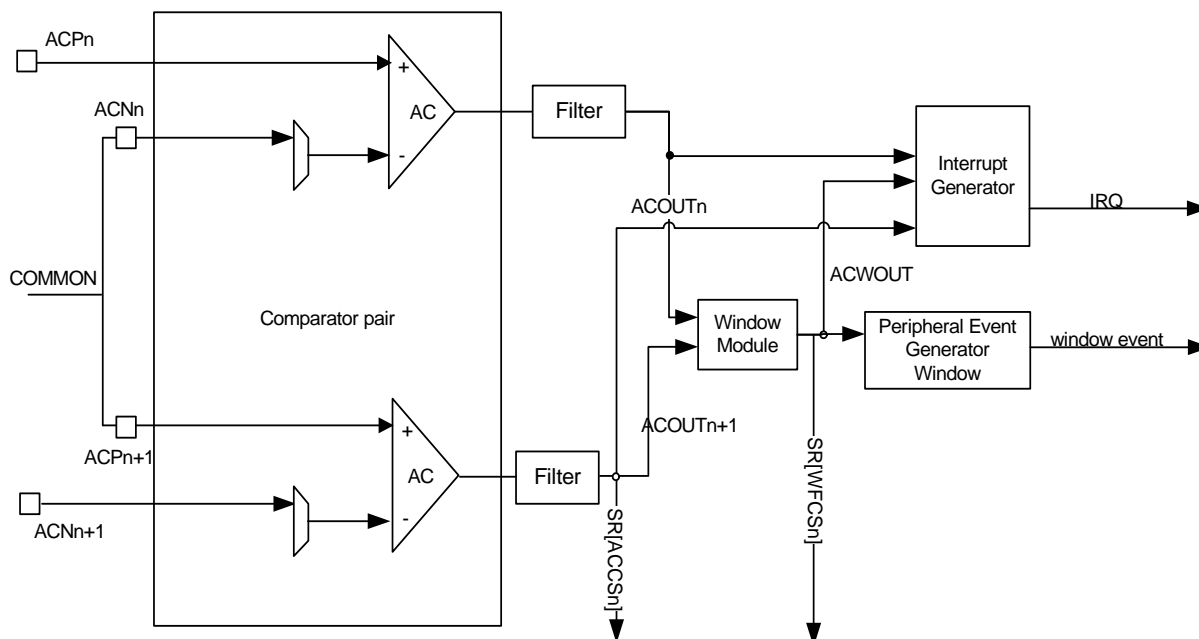 ACPn
+
AC
-
ACNn
Filter
Interrupt
Generator
IRQ
ACOUTn
COMMON
ACWOUT
Comparator pair
Window
Module
Peripheral Event
Generator
Window
window event
ACPn+1
+
AC
-
ACOUTn+1
Filter
ACNn+1
SR[ACCSn]
SR[WFCSn]